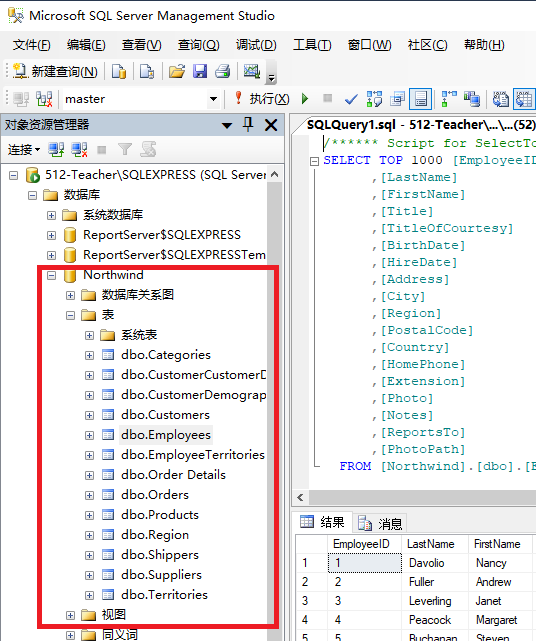 Microsoft SQL Server Management Studio
文件(F) 编辑(E) 查看(V) 查询(Q) 调试(D) 工具(T) 窗口(W) 社区(C) 帮助(H)
新建查询(N)
master 执行(X)
对象资源管理器
连接
512-Teacher\SQLEXPRESS (SQL Server
数据库
系统数据库
ReportServer$SQLEXPRESS
ReportServer$SQLEXPRESSTem
Northwind
数据库关系图
表
系统表
dbo.Categories
dbo.CustomerCustomerD
dbo.CustomerDemograp
dbo.Customers
dbo.Employees
dbo.EmployeeTerritories
dbo.Order Details
dbo.Orders
dbo.Products
dbo.Region
dbo.Shippers
dbo.Suppliers
dbo.Territories
视图
同义词
SQLQuery1.sql - 512-Teacher\...\...(52)
/****** Script for SelectTo
SELECT TOP 1000 [EmployeeID
,[LastName]
,[FirstName]
,[Title]
,[TitleOfCourtesy]
,[BirthDate]
,[HireDate]
,[Address]
,[City]
,[Region]
,[PostalCode]
,[Country]
,[HomePhone]
,[Extension]
,[Photo]
,[Notes]
,[ReportsTo]
,[PhotoPath]
FROM [Northwind].[dbo].[E
结果 消息
EmployeeID LastName FirstName
1 1 Davolio Nancy
2 2 Fuller Andrew
3 3 Leverling Janet
4 4 Peacock Margaret
5 5 Buchanan Steven